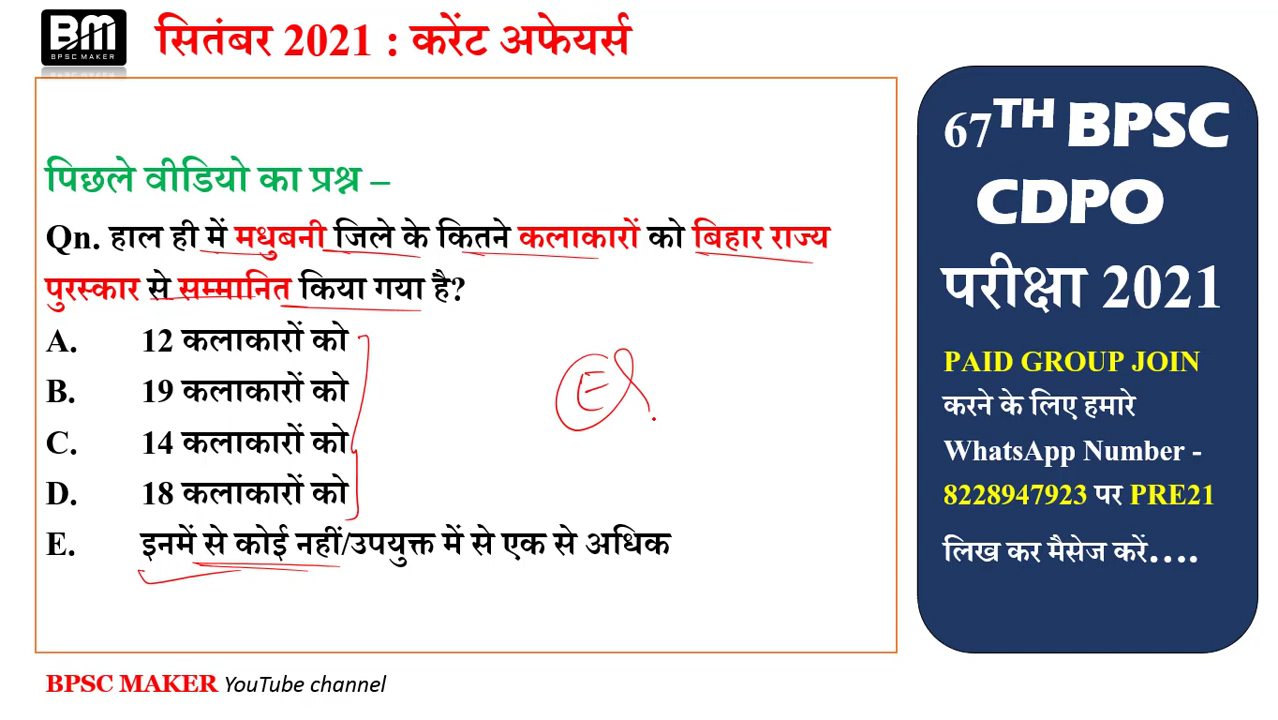 BM
BPSC MAKER
सितंबर 2021 : करेंट अफेयर्स
पिछले वीडियो का प्रश्न –
Qn. हाल ही में मधुबनी जिले के कितने कलाकारों को बिहार राज्य
पुरस्कार से सम्मानित किया गया है?
A. 12 कलाकारों को
B. 19 कलाकारों को
C. 14 कलाकारों को
D. 18 कलाकारों को
E. इनमें से कोई नहीं/उपयुक्त में से एक से अधिक
E
BPSC MAKER YouTube channel
67TH BPSC
CDPO
परीक्षा 2021
PAID GROUP JOIN
करने के लिए हमारे
WhatsApp Number -
8228947923 पर PRE21
लिख कर मैसेज करें....